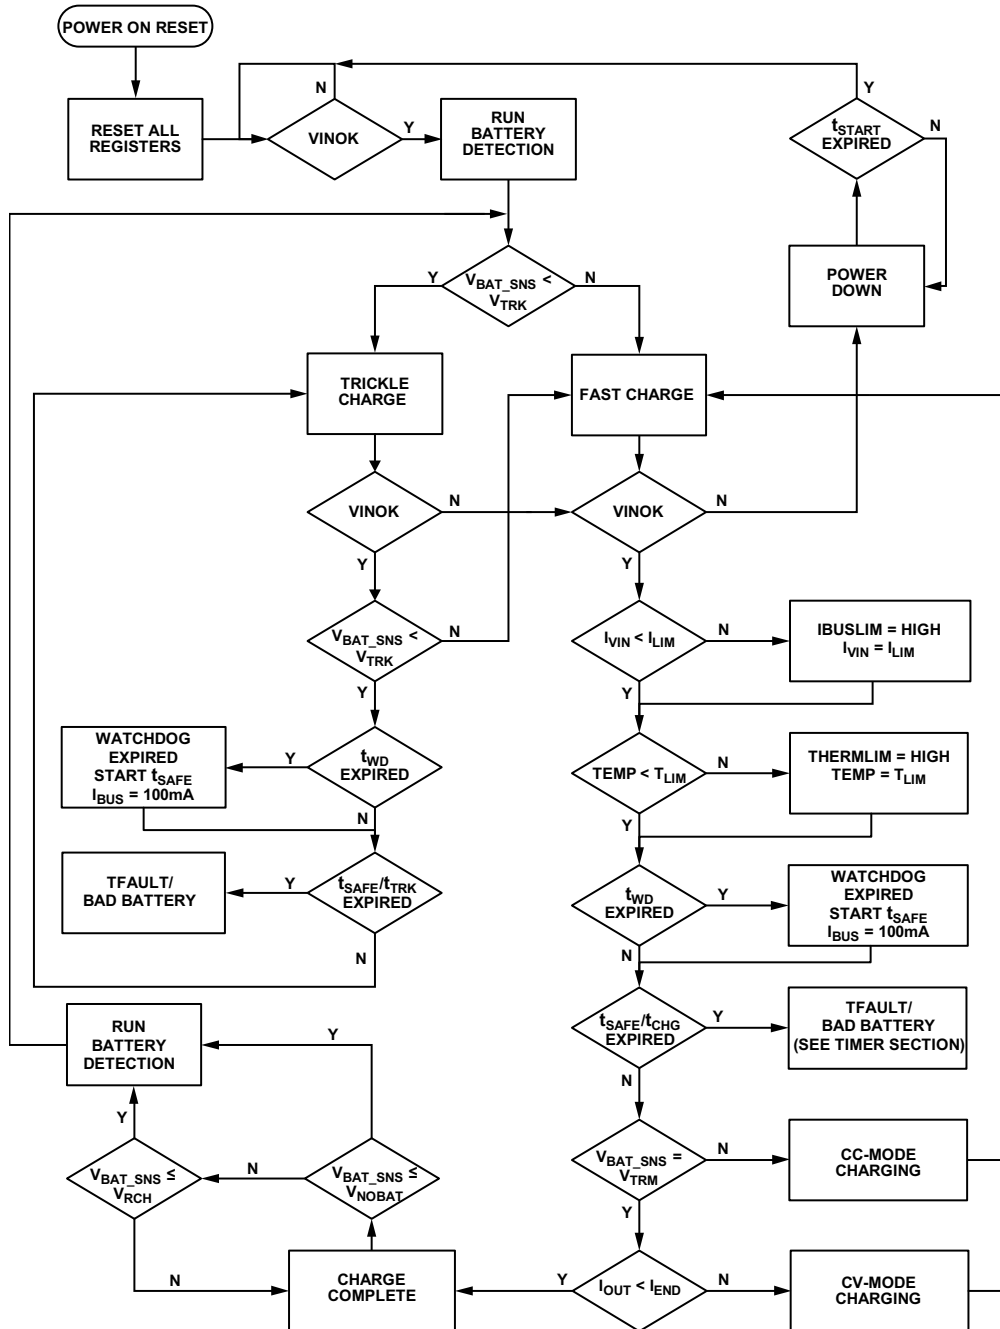 POWER ON RESET
RESET ALL
REGISTERS
N
VINOK
Y
RUN
BATTERY
DETECTION
Y
tSTART
EXPIRED
N
POWER
DOWN
Y
VBAT_SNS <
VTRK
N
TRICKLE
CHARGE
FAST CHARGE
VINOK
N
Y
VINOK
N
Y
VBAT_SNS <
VTRK
N
Y
IVIN < ILIM
N
Y
IBUSLIM = HIGH
IVIN = ILIM
WATCHDOG
EXPIRED
START tSAFE
IBUS = 100mA
Y
tWD
EXPIRED
N
TEMP < TLIM
N
Y
THERMLIM = HIGH
TEMP = TLIM
TFAULT/
BAD BATTERY
Y
tSAFE/tTRK
EXPIRED
N
tWD
EXPIRED
Y
N
WATCHDOG
EXPIRED
START tSAFE
IBUS = 100mA
tSAFE/tCHG
EXPIRED
Y
N
TFAULT/
BAD BATTERY
(SEE TIMER SECTION)
RUN
BATTERY
DETECTION
Y
Y
VBAT_SNS ≤
VRCH
N
VBAT_SNS ≤
VNOBAT
N
VBAT_SNS =
VTRM
N
Y
CC-MODE
CHARGING
CHARGE
COMPLETE
Y
IOUT < IEND
N
CV-MODE
CHARGING